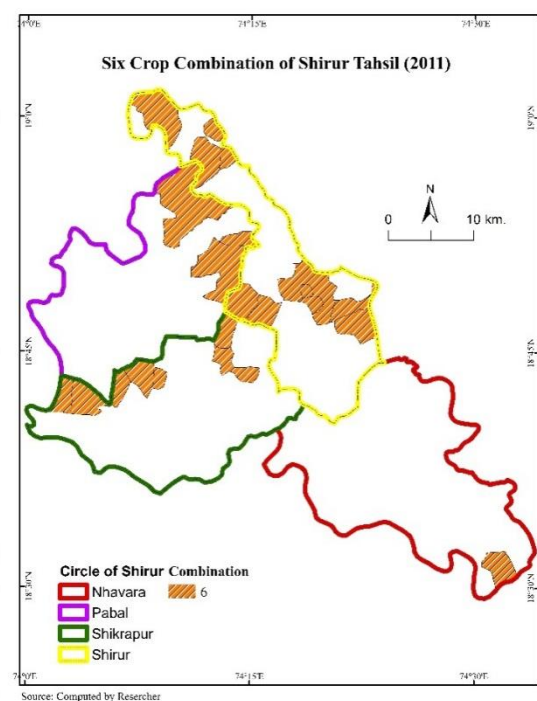 74°0'E 74°15'E 74°30'E
Six Crop Combination of Shirur Tahsil (2011)
19°0'N 19°0'N
N
0 10 km.
18°45'N 18°45'N
18°30'N 18°30'N
Circle of Shirur Combination
Nhavara 6
Pabal
Shikrapur
Shirur
74°0'E 74°15'E 74°30'E
Source: Computed by Resercher